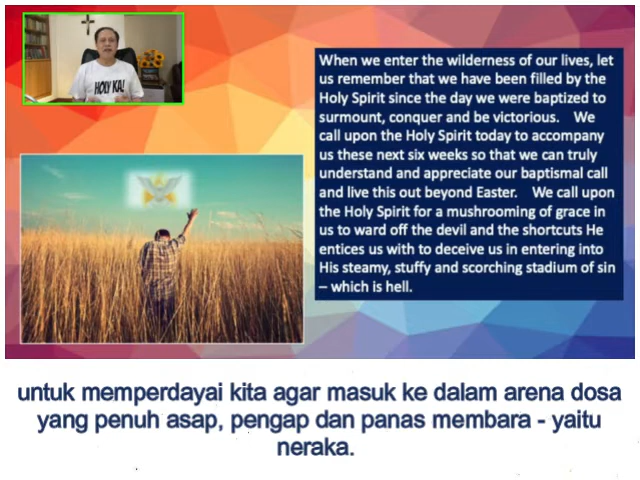 HOLY KA!
When we enter the wilderness of our lives, let
us remember that we have been filled by the
Holy Spirit since the day we were baptized to
surmount, conquer and be victorious. We
call upon the Holy Spirit today to accompany
us these next six weeks so that we can truly
understand and appreciate our baptismal call
and live this out beyond Easter. We call upon
the Holy Spirit for a mushrooming of grace in
us to ward off the devil and the shortcuts He
entices us with to deceive us in entering into
His steamy, stuffy and scorching stadium of sin
– which is hell.
untuk memperdayai kita agar masuk ke dalam arena dosa
yang penuh asap, pengap dan panas membara - yaitu
neraka.